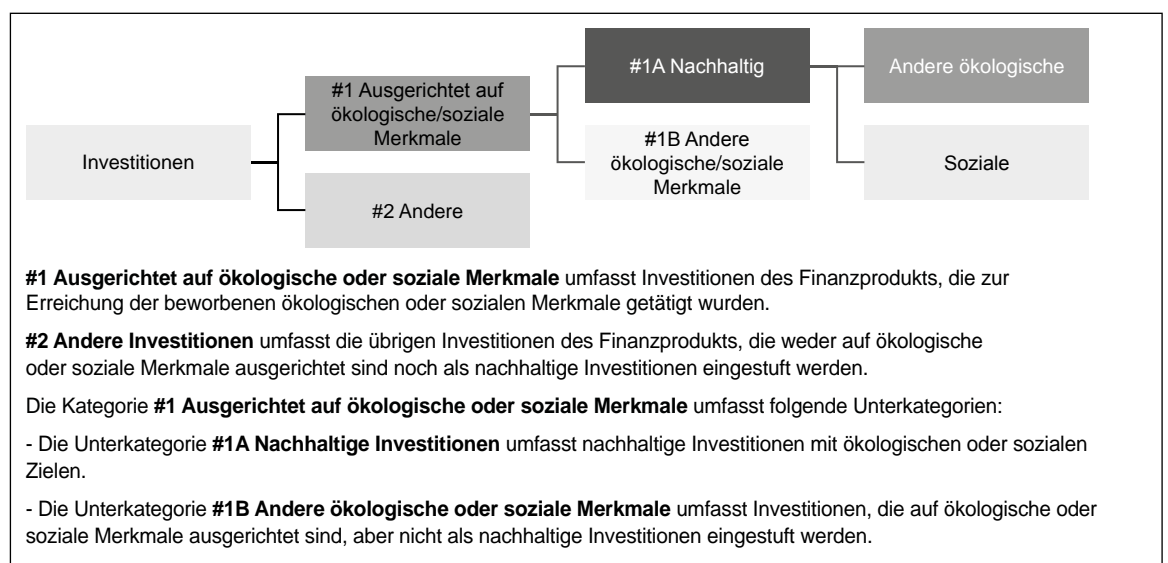 #1A Nachhaltig
Andere ökologische
#1 Ausgerichtet auf
ökologische/soziale
Merkmale
Investitionen
#1B Andere
ökologische/soziale
Merkmale
Soziale
#2 Andere
#1 Ausgerichtet auf ökologische oder soziale Merkmale umfasst Investitionen des Finanzprodukts, die zur
Erreichung der beworbenen ökologischen oder sozialen Merkmale getätigt wurden.
#2 Andere Investitionen umfasst die übrigen Investitionen des Finanzprodukts, die weder auf ökologische
oder soziale Merkmale ausgerichtet sind noch als nachhaltige Investitionen eingestuft werden.
Die Kategorie #1 Ausgerichtet auf ökologische oder soziale Merkmale umfasst folgende Unterkategorien:
- Die Unterkategorie #1A Nachhaltige Investitionen umfasst nachhaltige Investitionen mit ökologischen oder sozialen
Zielen.
- Die Unterkategorie #1B Andere ökologische oder soziale Merkmale umfasst Investitionen, die auf ökologische oder
soziale Merkmale ausgerichtet sind, aber nicht als nachhaltige Investitionen eingestuft werden.